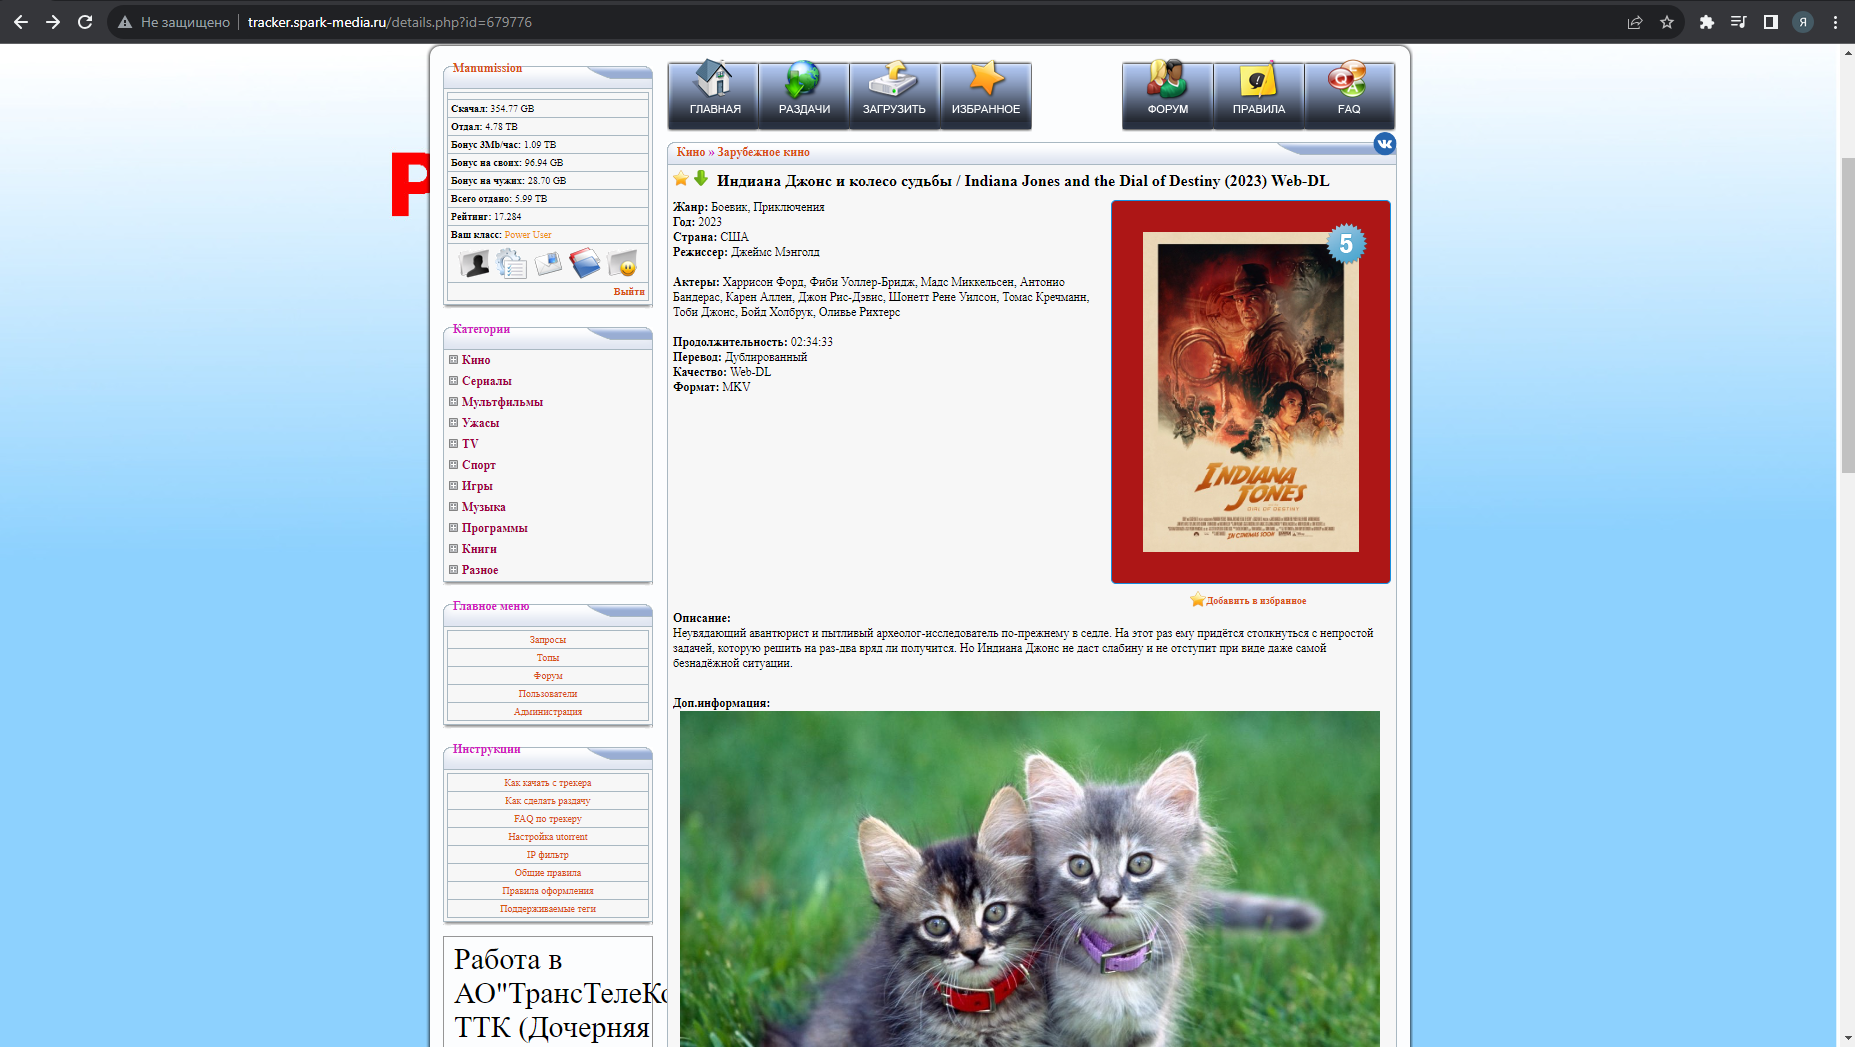 Не защищено
tracker.spark-media.ru/details.php?id=679776
Я
P
Manumission
Скачал: 354.77 GB
Отдал: 4.78 TB
Бонус 3Mb/час: 1.09 TB
Бонус на своих: 96.94 GB
Бонус на чужих: 28.70 GB
Всего отдано: 5.99 TB
Рейтинг: 17.284
Ваш класс: Power User
Выйти
Категории
Кино
Сериалы
Мультфильмы
Ужасы
TV
Спорт
Игры
Музыка
Программы
Книги
Разное
Главное меню
Запросы
Топы
Форум
Пользователи
Администрация
Инструкции
Как качать с трекера
Как сделать раздачу
FAQ по трекеру
Настройка utorrent
IP фильтр
Общие правила
Правила оформления
Поддерживаемые теги
Работа в
АО"ТрансТелеКо
ТТК (Дочерняя
ГЛАВНАЯ
РАЗДАЧИ
ЗАГРУЗИТЬ
ИЗБРАННОЕ
ФОРУМ
ПРАВИЛА
FAQ
Кино » Зарубежное кино
Индиана Джонс и колесо судьбы / Indiana Jones and the Dial of Destiny (2023) Web-DL
Жанр: Боевик, Приключения
Год: 2023
Страна: США
Режиссер: Джеймс Мэнголд
Актеры: Харрисон Форд, Фиби Уоллер-Бридж, Мадс Миккельсен, Антонио
Бандерас, Карен Аллен, Джон Рис-Дэвис, Шонетт Рене Уилсон, Томас Кречманн,
Тоби Джонс, Бойд Холбрук, Оливье Рихтерс
Продолжительность: 02:34:33
Перевод: Дублированный
Качество: Web-DL
Формат: MKV
5
INDIANA
JONES
DIAL OF DESTINY
IN CINEMAS SOON
Добавить в избранное
Описание:
Неувядающий авантюрист и пытливый археолог-исследователь по-прежнему в седле. На этот раз ему придётся столкнуться с непростой
задачей, которую решить на раз-два вряд ли получится. Но Индиана Джонс не даст слабину и не отступит при виде даже самой
безнадёжной ситуации.
Доп.информация: